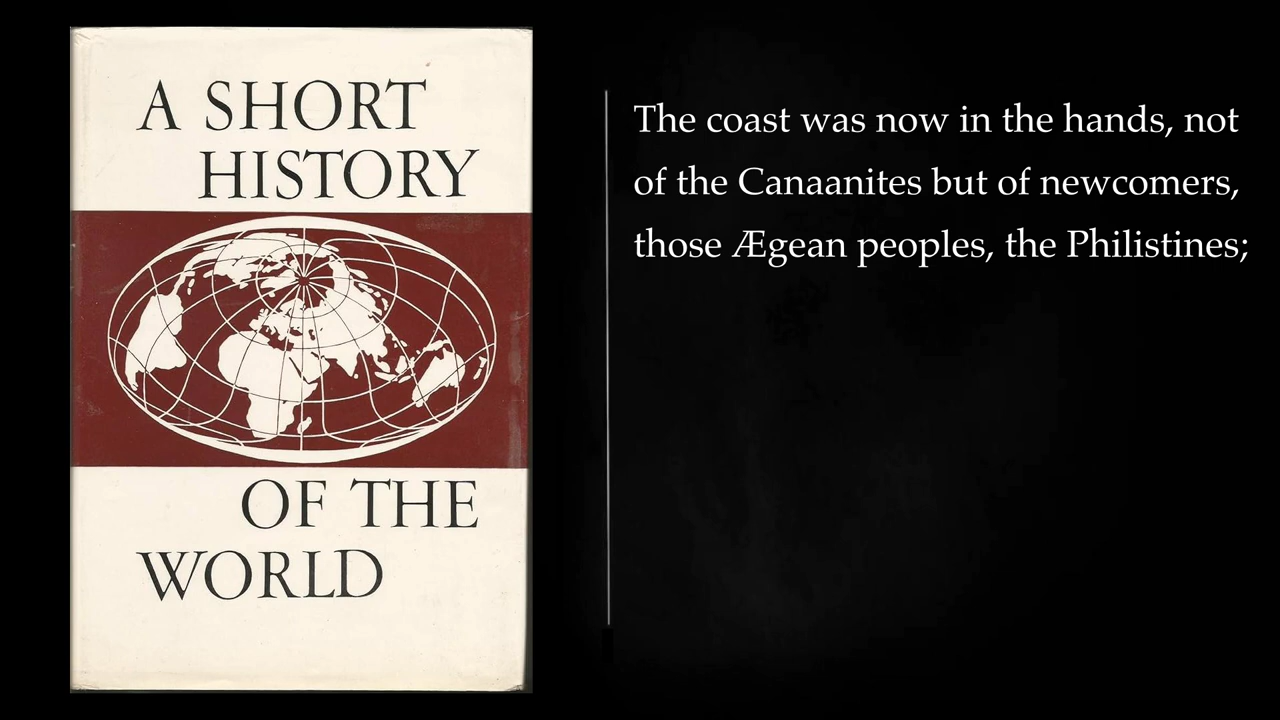 A SHORT
HISTORY
OF THE
WORLD
The coast was now in the hands, not
of the Canaanites but of newcomers,
those Ægean peoples, the Philistines;